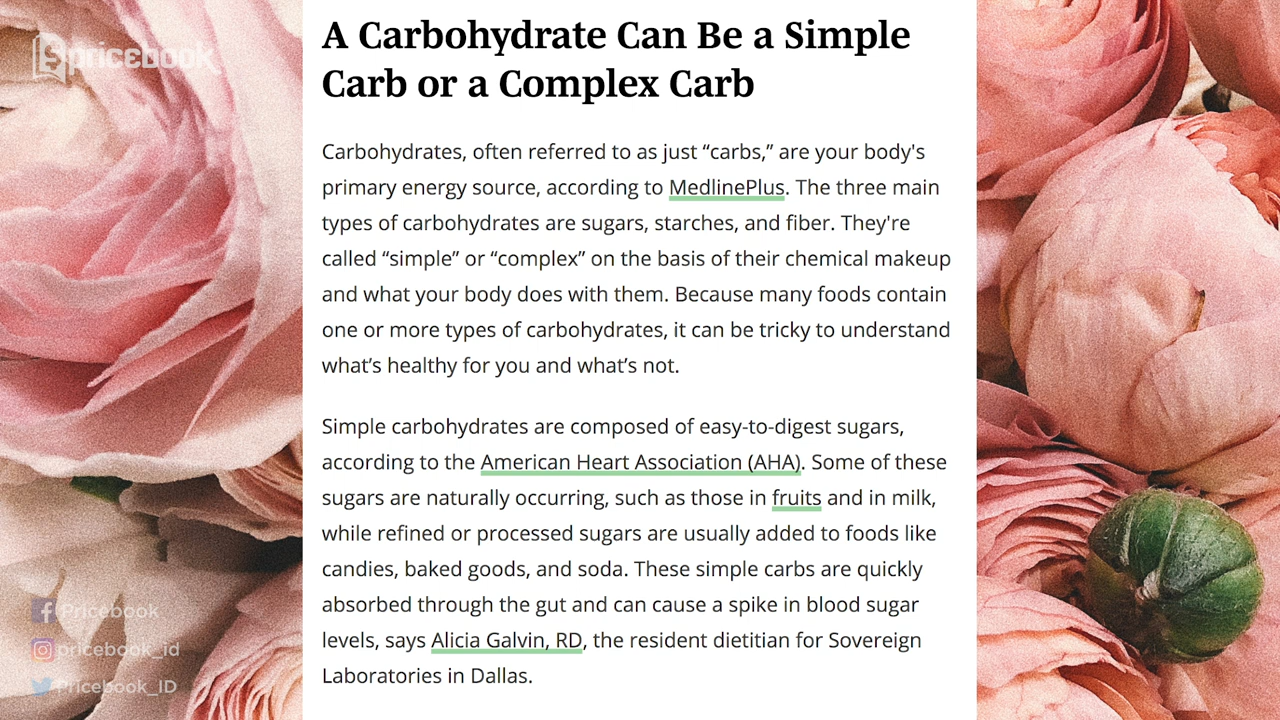 pricebook
A Carbohydrate Can Be a Simple
Carb or a Complex Carb
Carbohydrates, often referred to as just “carbs,” are your body's
primary energy source, according to MedlinePlus. The three main
types of carbohydrates are sugars, starches, and fiber. They're
called “simple” or “complex” on the basis of their chemical makeup
and what your body does with them. Because many foods contain
one or more types of carbohydrates, it can be tricky to understand
what’s healthy for you and what’s not.
Simple carbohydrates are composed of easy-to-digest sugars,
according to the American Heart Association (AHA). Some of these
sugars are naturally occurring, such as those in fruits and in milk,
while refined or processed sugars are usually added to foods like
candies, baked goods, and soda. These simple carbs are quickly
absorbed through the gut and can cause a spike in blood sugar
levels, says Alicia Galvin, RD, the resident dietitian for Sovereign
Laboratories in Dallas.
Pricebook
pricebook_id
Pricebook_ID